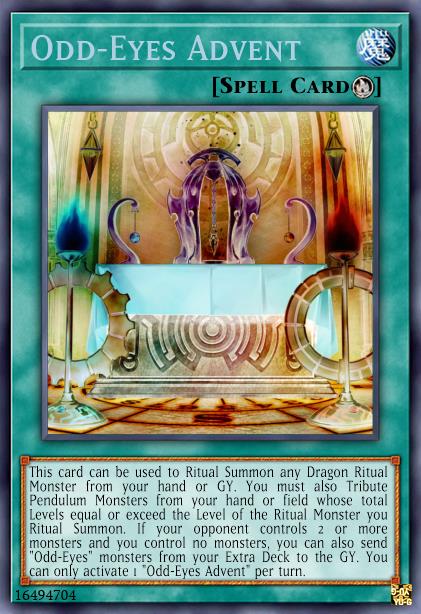 ODD-EYES ADVENT
魔
[SPELL CARD]
This card can be used to Ritual Summon any Dragon Ritual
Monster from your hand or GY. You must also Tribute
Pendulum Monsters from your hand or field whose total
Levels equal or exceed the Level of the Ritual Monster you
Ritual Summon. If your opponent controls 2 or more
monsters and you control no monsters, you can also send
"Odd-Eyes" monsters from your Extra Deck to the GY. You
can only activate 1 "Odd-Eyes Advent" per turn.
16494704